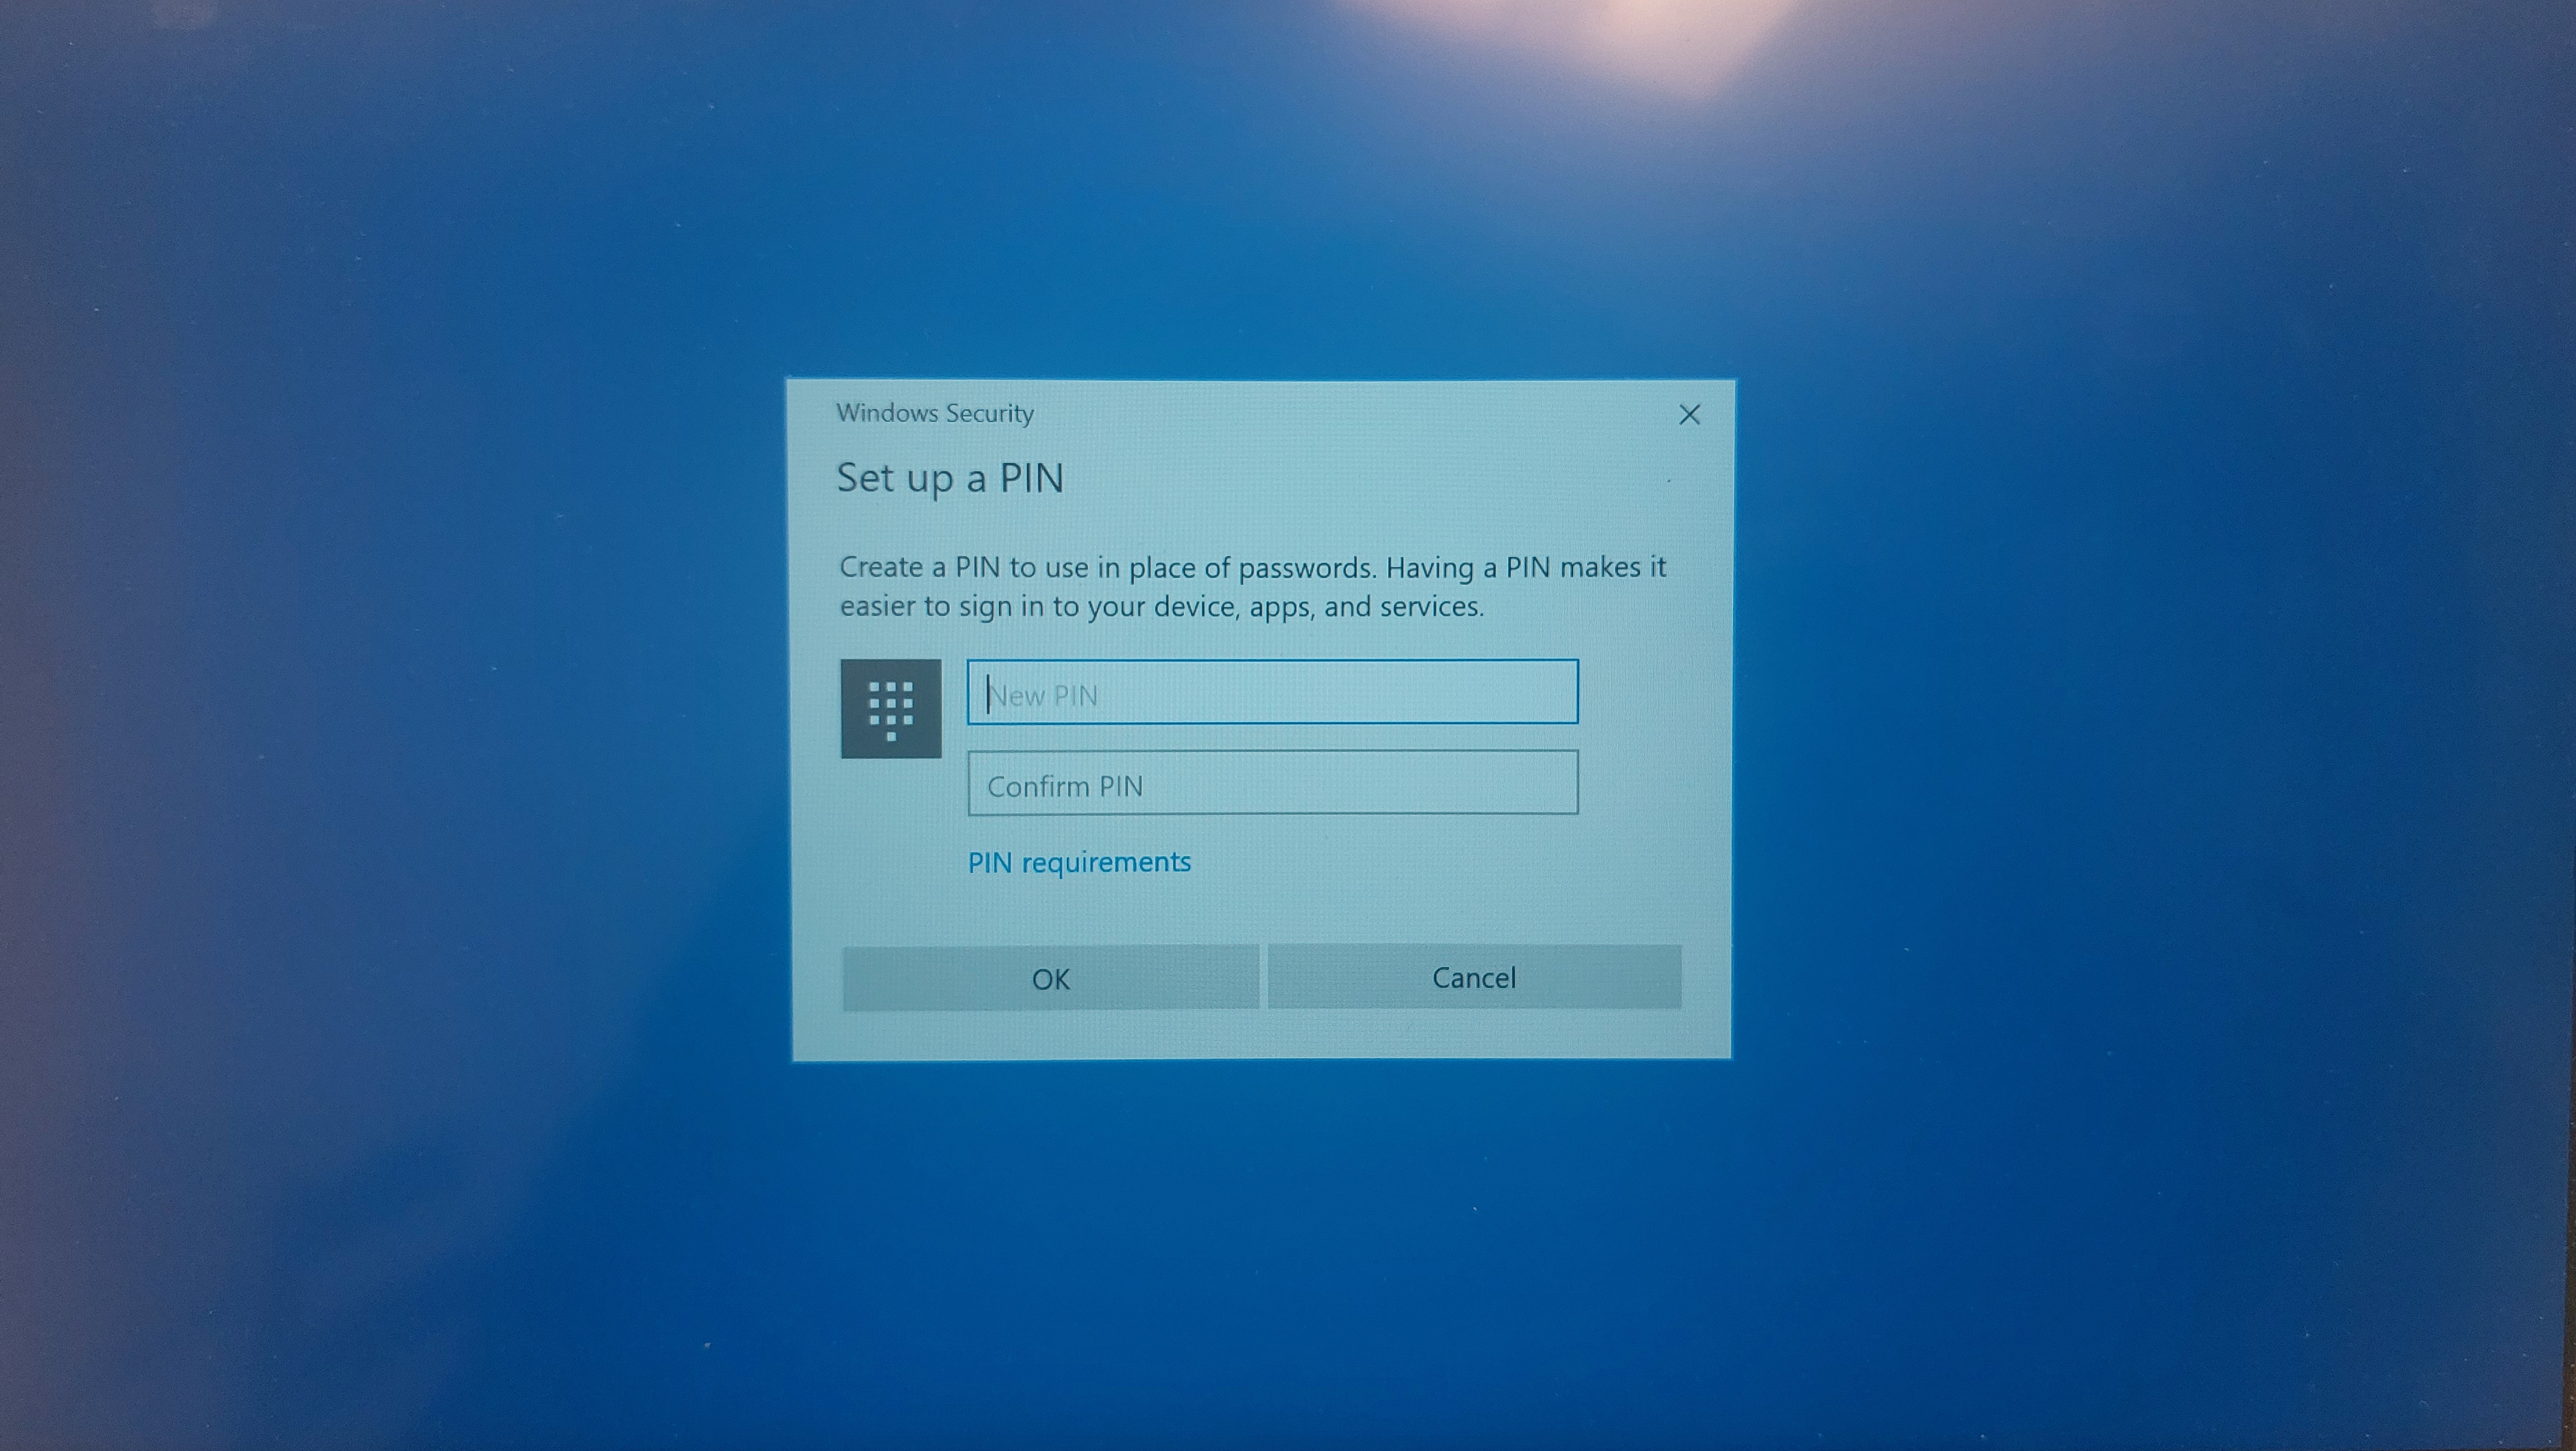 Windows Security
Set up a PIN
Create a PIN to use in place of passwords. Having a PIN makes it
easier to sign in to your device, apps, and services.
New PIN
Confirm PIN
PIN requirements
OK
Cancel